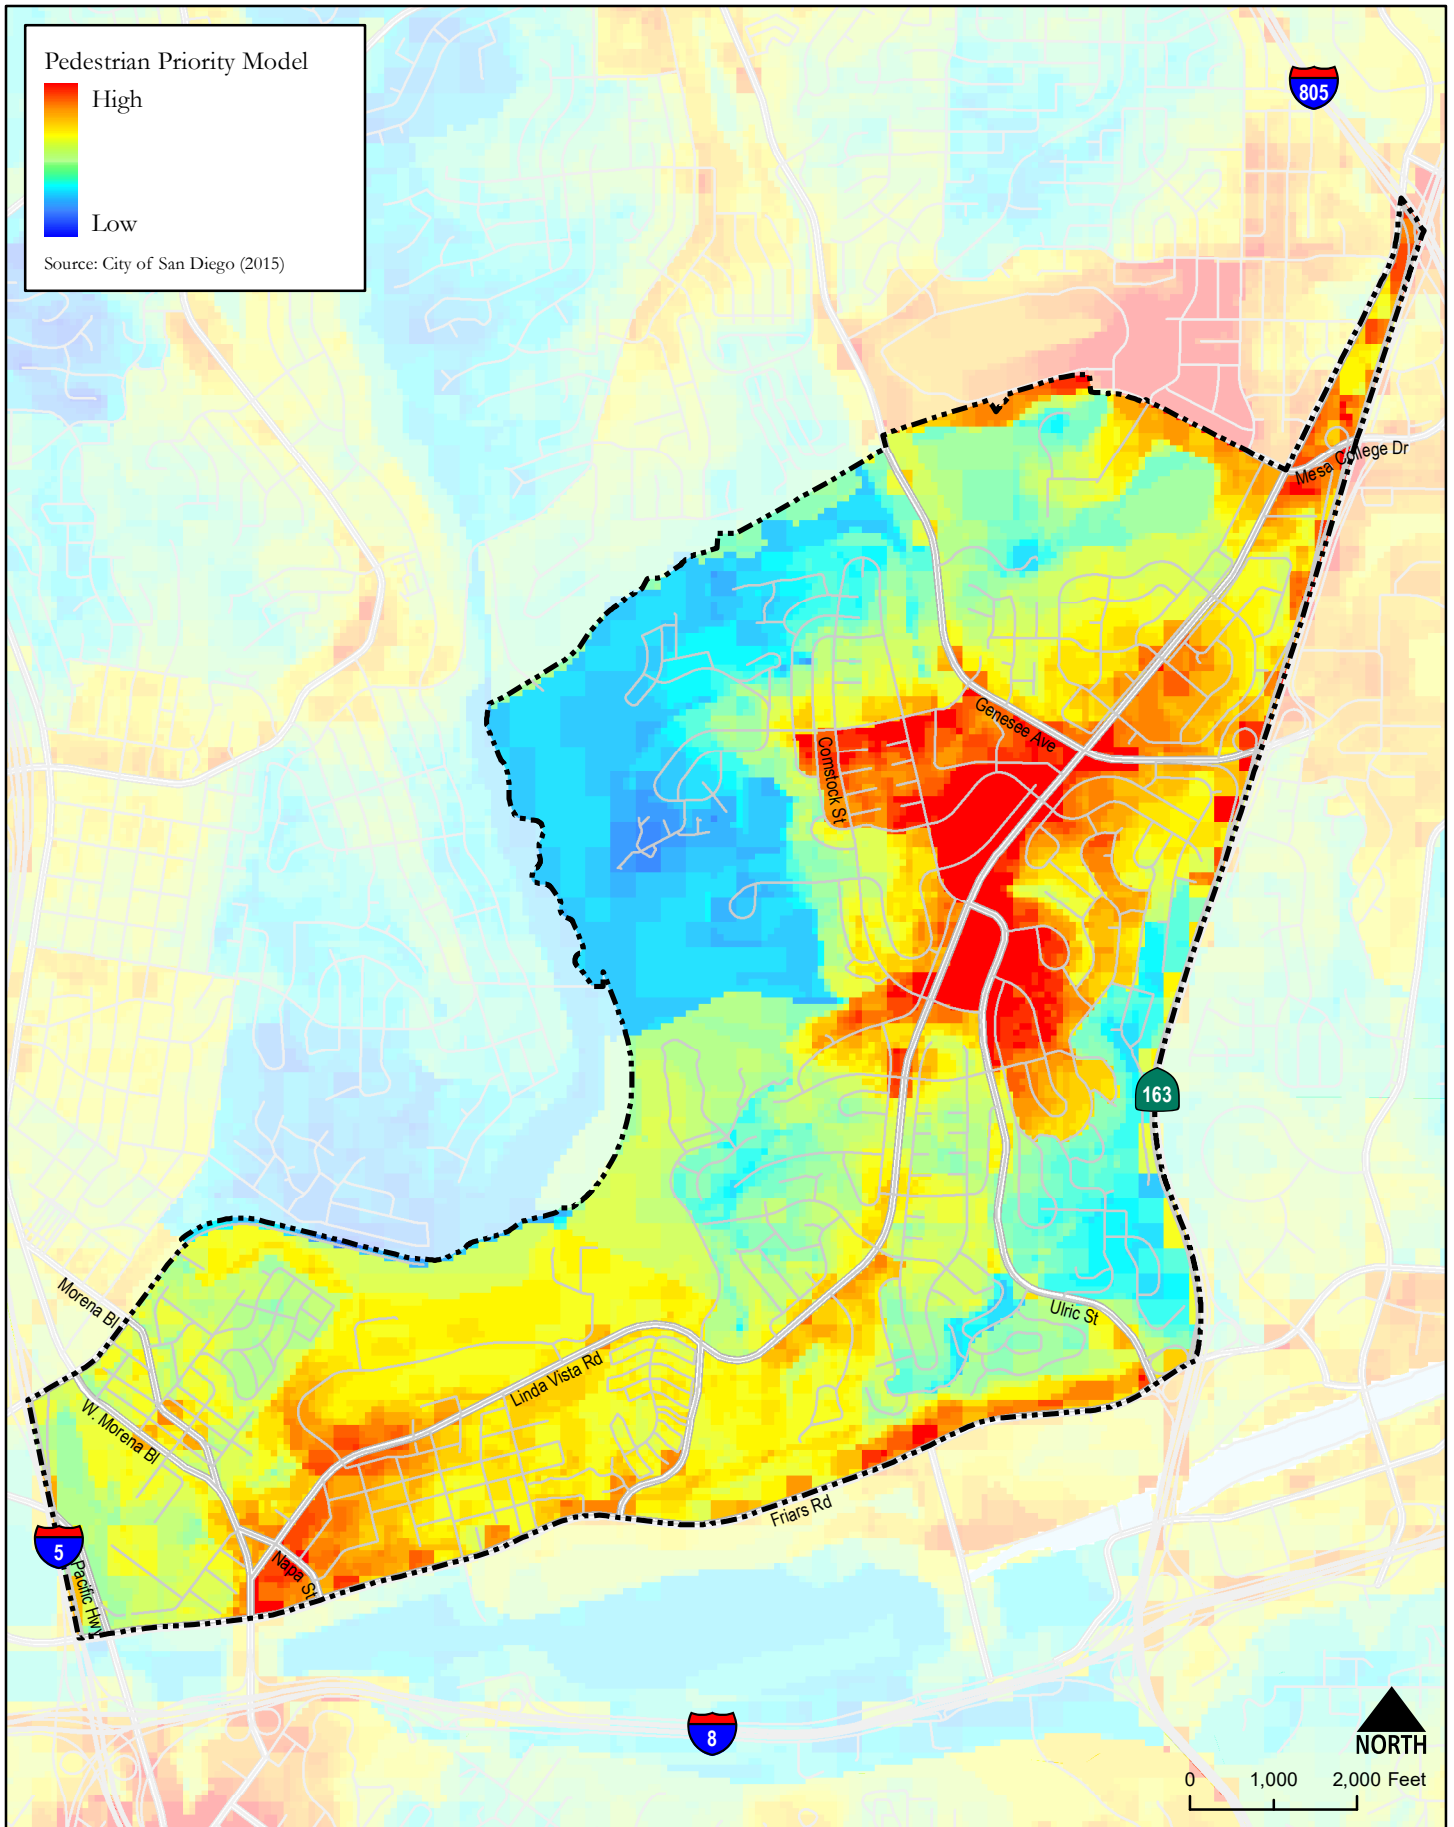 Pedestrian Priority Model
High
Low
Source: City of San Diego (2015)
805
Mesa College Dr
Genesee Ave
Comstock St
163
Ulric St
Morena Bl
Linda Vista Rd
W. Morena Bl
Friars Rd
5
Napa St
Pacific Hwy
8
NORTH
0 1,000 2,000 Feet